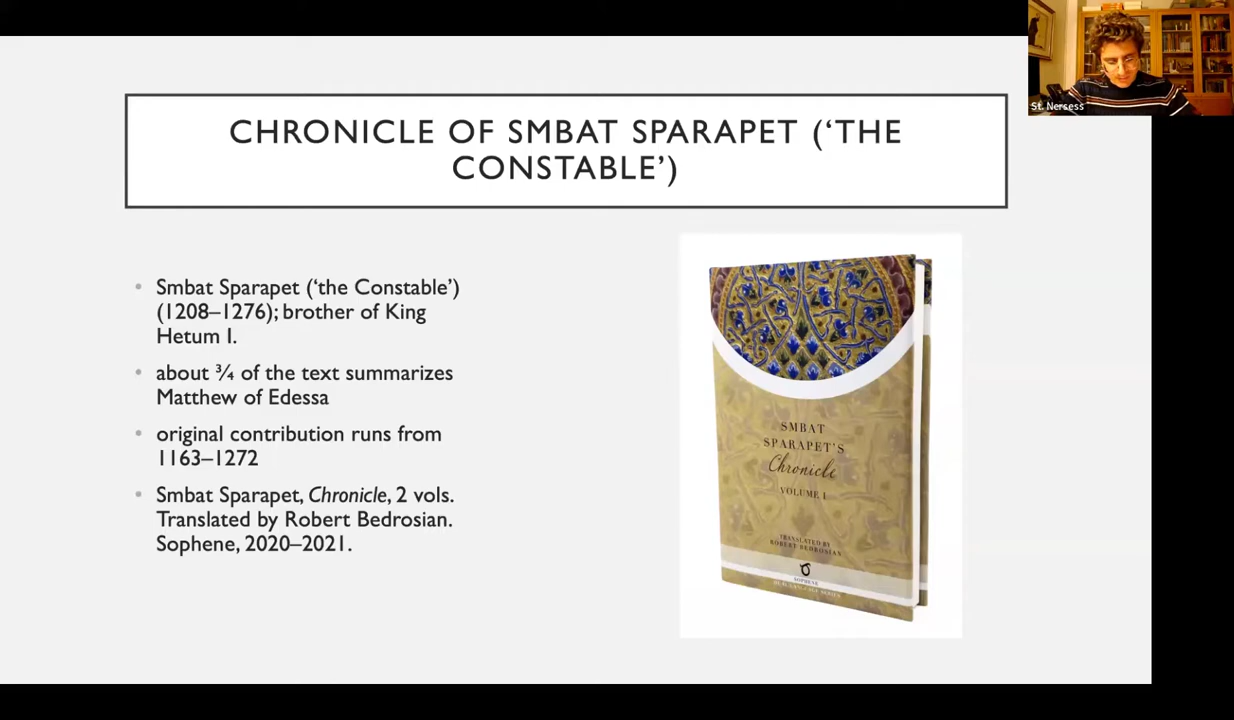 CHRONICLE OF SMBAT SPARAPET (‘THE
CONSTABLE’)
St. Nersess
• Smbat Sparapet (‘the Constable’)
(1208–1276); brother of King
Hetum I.
• about ¾ of the text summarizes
Matthew of Edessa
• original contribution runs from
1163–1272
• Smbat Sparapet, Chronicle, 2 vols.
Translated by Robert Bedrosian.
Sophene, 2020–2021.
SMBAT
SPARAPET'S
Chronicle
VOLUME I
TRANSLATED BY
ROBERT BEDROSIAN
SOPHENE